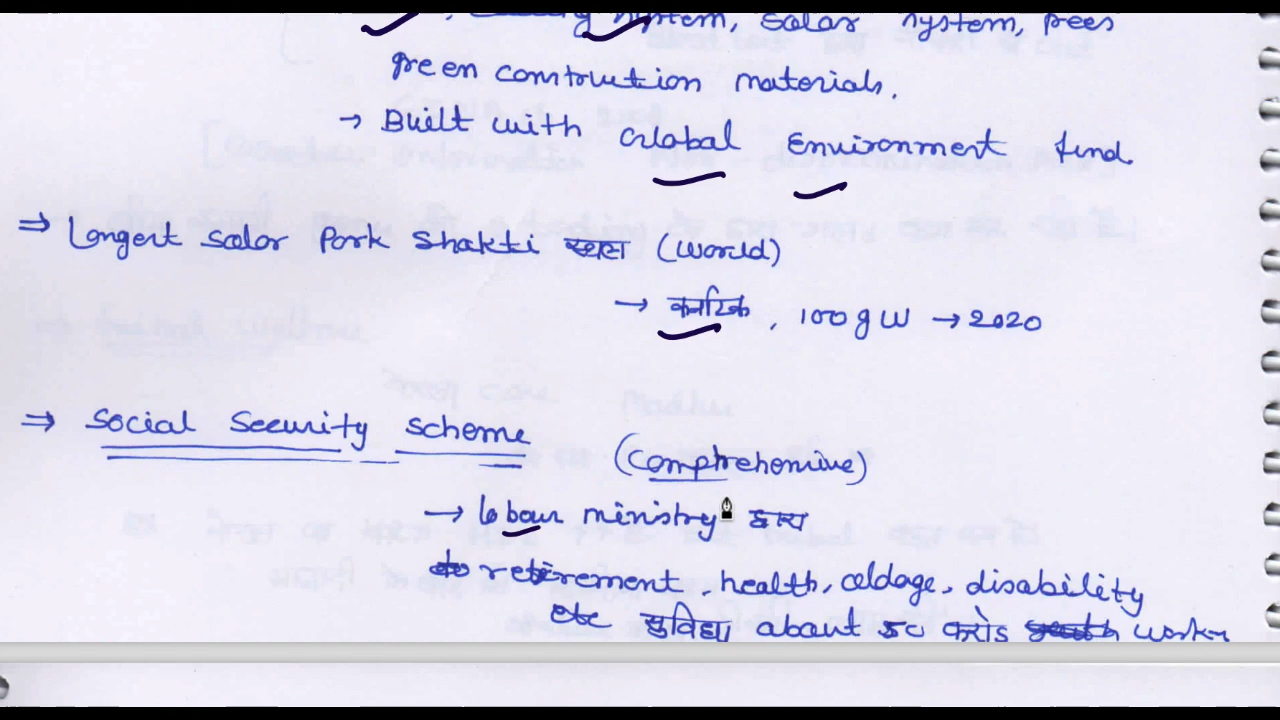 system, Solar system, trees
green construction materials.
→ Built with Global Environment fund
⇒ Longest Solar Park Shakti स्थल (World)
→ कर्नाटक, 100 g W → 2020
⇒ Social Security Scheme (Comprehensive)
→ labour ministry द्वारा
retirement, health, oldage, disability
etc सुविधा about 50 करोड़ worker